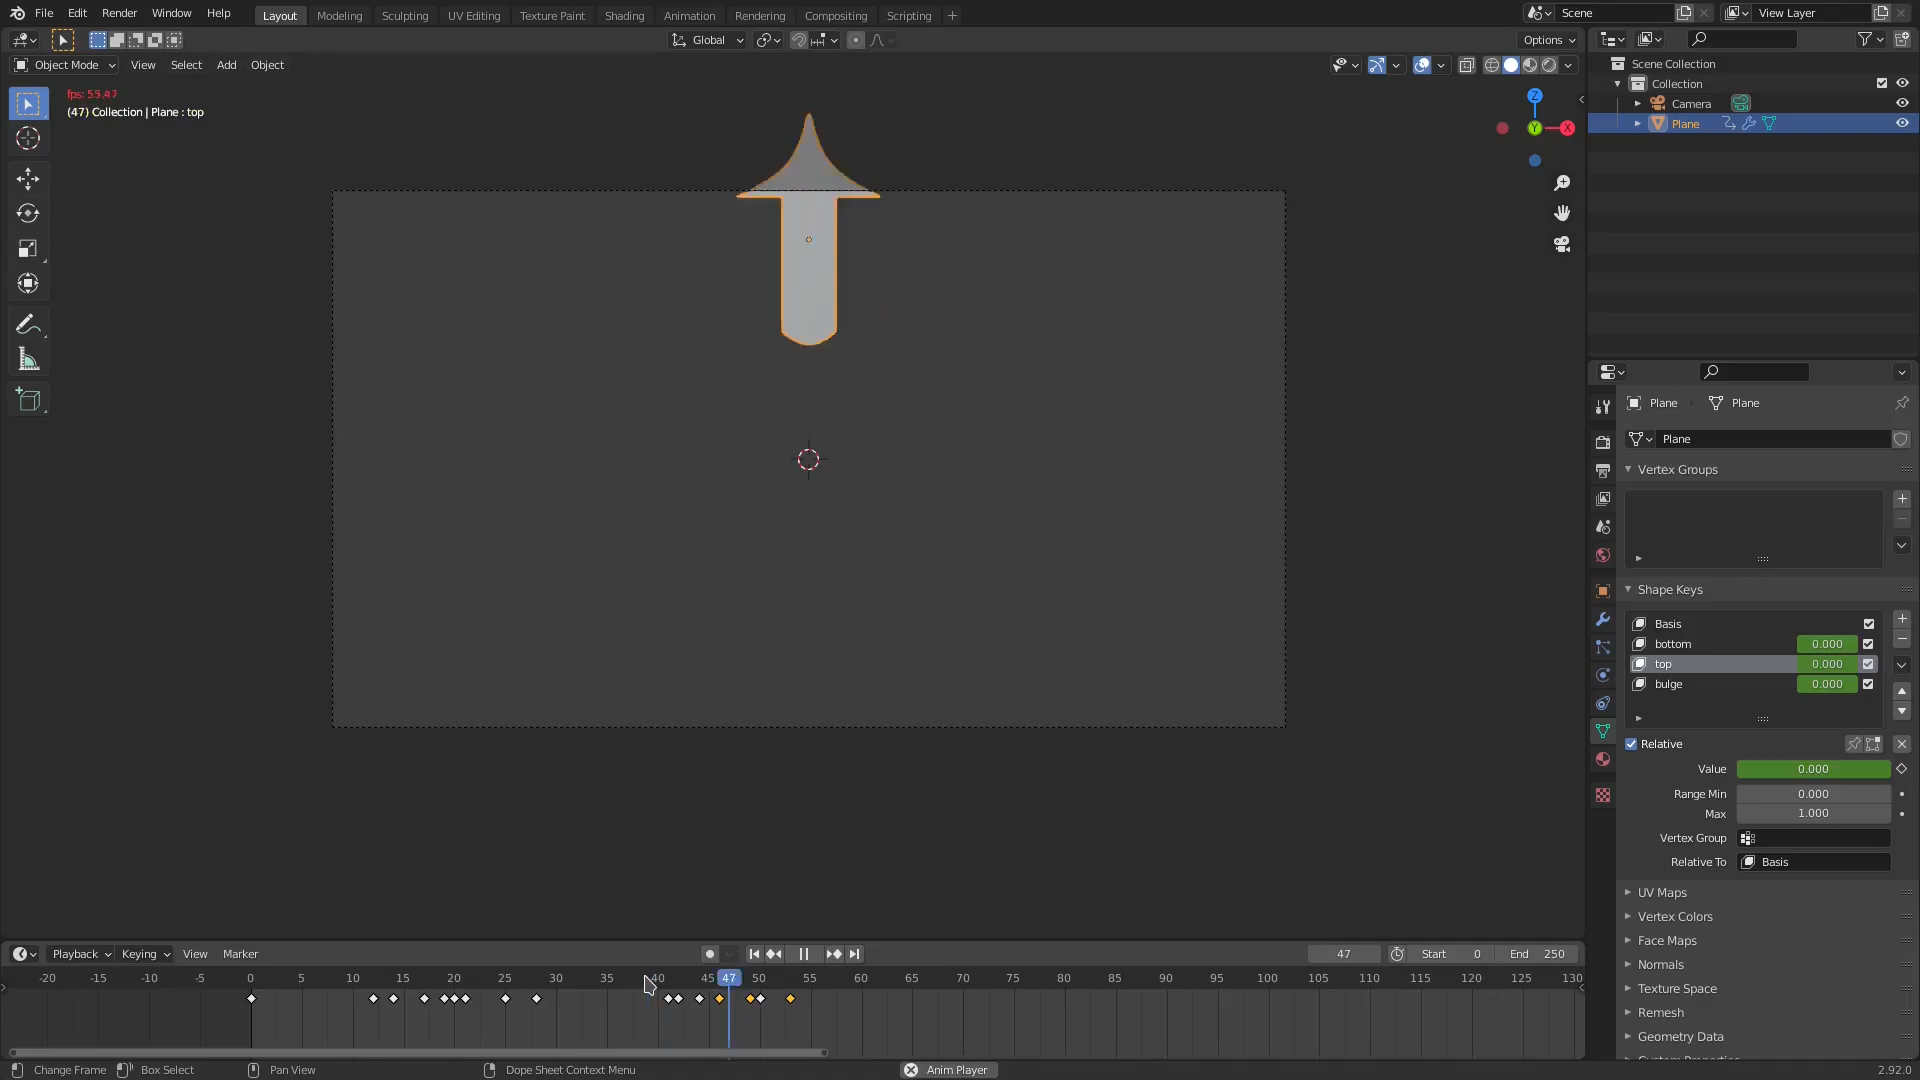 File Edit Render Window Help Layout Modeling Sculpting UV Editing Texture Paint Shading Animation Rendering Compositing Scripting + Scene View Layer
Global Options
Object Mode View Select Add Object
fps: 55.47
(47) Collection | Plane : top
Z
Y
X
Scene Collection
Collection
Camera
Plane
Plane Plane
Plane
Vertex Groups
Shape Keys
Basis
bottom 0.000
top 0.000
bulge 0.000
Relative
Value 0.000
Range Min 0.000
Max 1.000
Vertex Group
Relative To Basis
UV Maps
Vertex Colors
Face Maps
Normals
Texture Space
Remesh
Geometry Data
Playback Keying View Marker 47 Start 0 End 250
-20 -15 -10 -5 0 5 10 15 20 25 30 35 40 45 47 50 55 60 65 70 75 80 85 90 95 100 105 110 115 120 125 130
Change Frame Box Select Pan View Dope Sheet Context Menu Anim Player 2.92.0